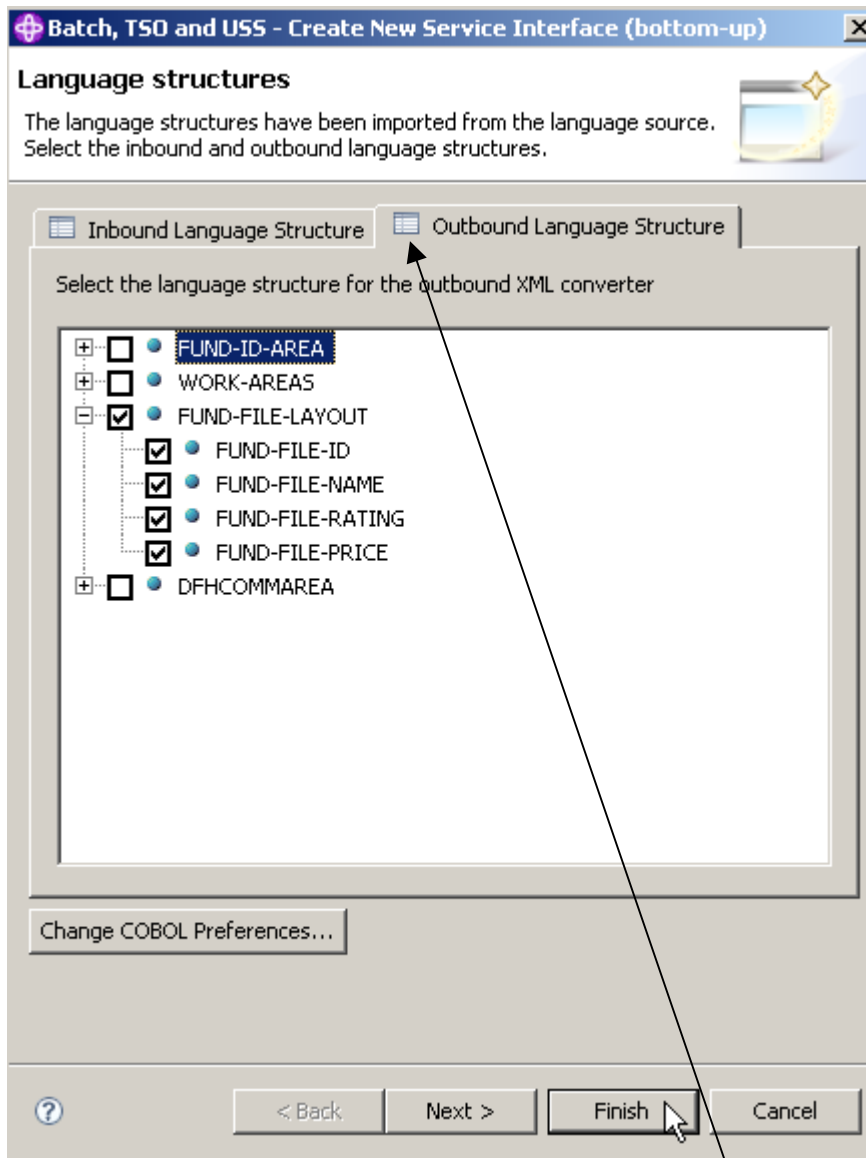 Batch, TSO and USS - Create New Service Interface (bottom-up)
Language structures
The language structures have been imported from the language source.
Select the inbound and outbound language structures.
Inbound Language Structure
Outbound Language Structure
Select the language structure for the outbound XML converter
FUND-ID-AREA
WORK-AREAS
FUND-FILE-LAYOUT
FUND-FILE-ID
FUND-FILE-NAME
FUND-FILE-RATING
FUND-FILE-PRICE
DFHCOMMAREA
Change COBOL Preferences...
< Back
Next >
Finish
Cancel